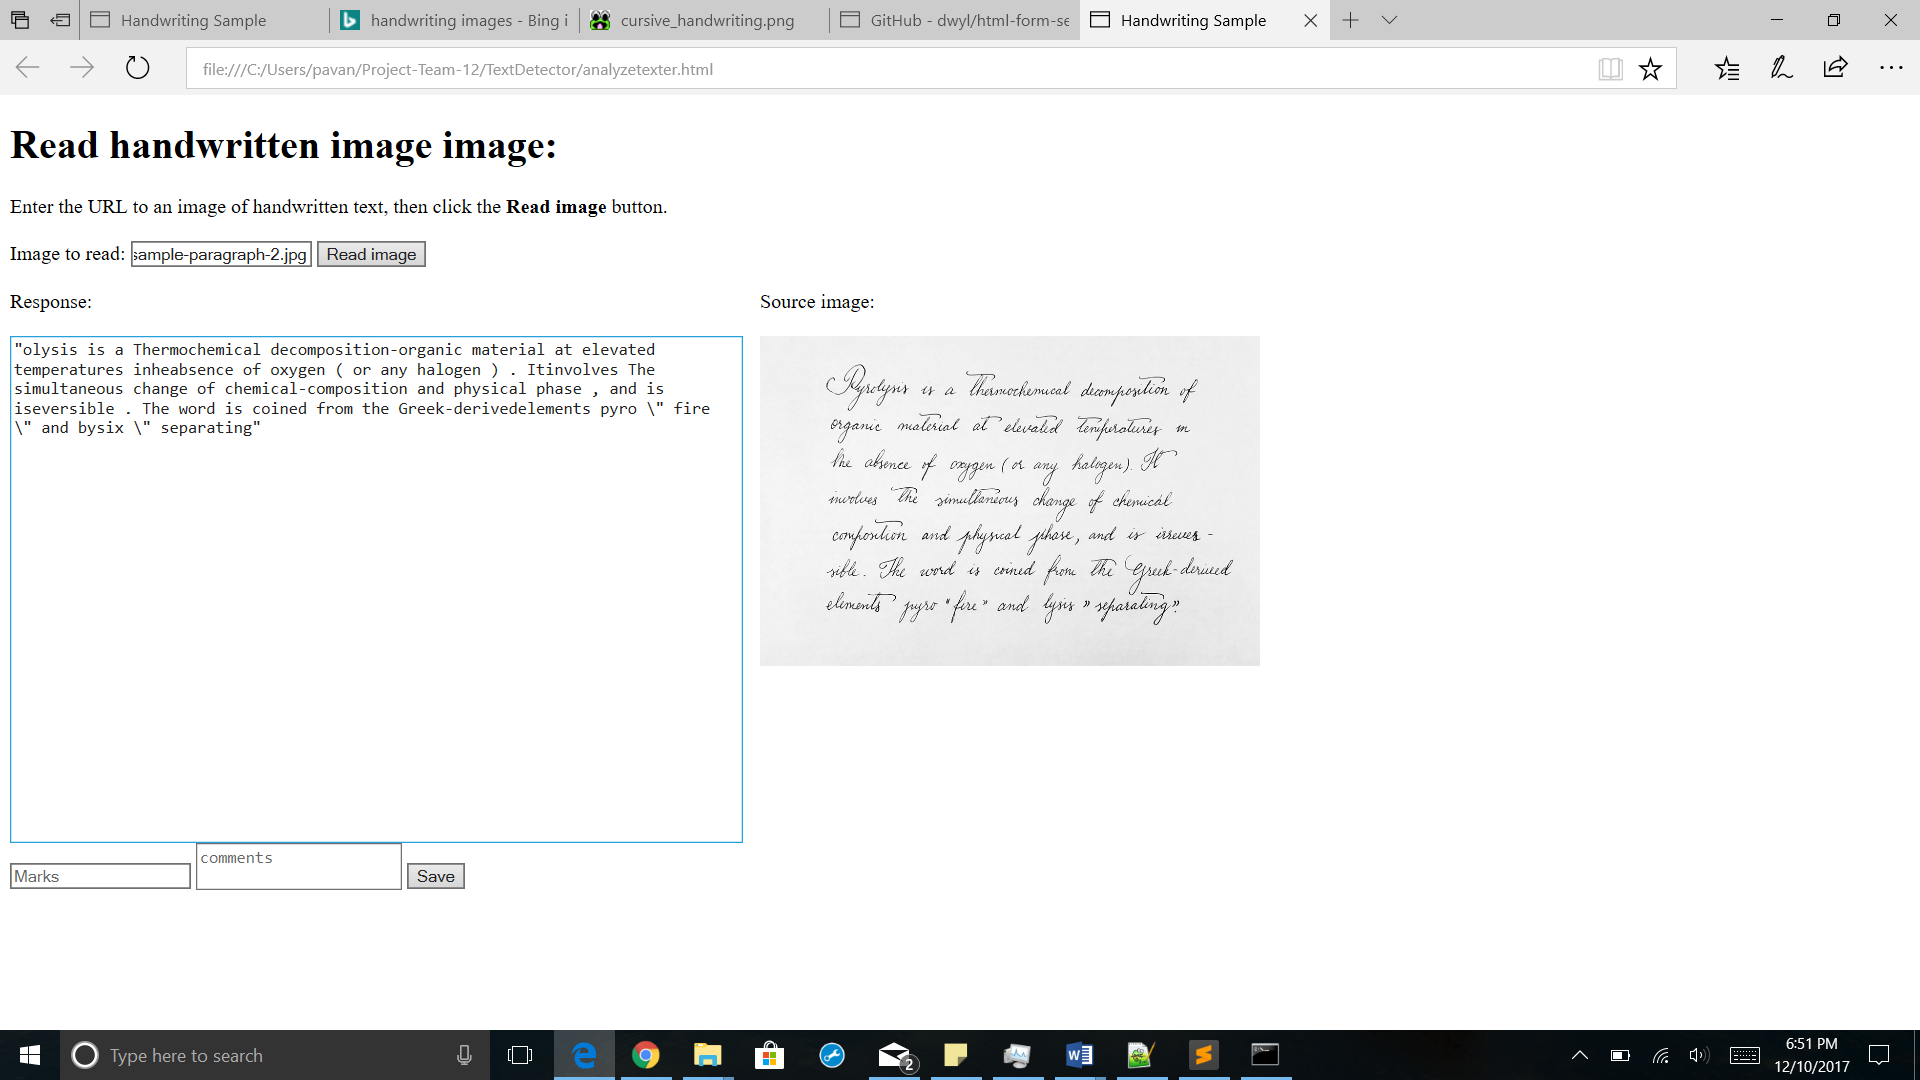 Handwriting Sample
handwriting images - Bing i
cursive_handwriting.png
GitHub - dwyl/html-form-se
Handwriting Sample
file:///C:/Users/pavan/Project-Team-12/TextDetector/analyzetexter.html
Read handwritten image image:
Enter the URL to an image of handwritten text, then click the Read image button.
Image to read: sample-paragraph-2.jpg Read image
Response:
"olysis is a Thermochemical decomposition-organic material at elevated
temperatures inheabsence of oxygen ( or any halogen ) . Itinvolves The
simultaneous change of chemical-composition and physical phase , and is
iseversible . The word is coined from the Greek-derivedelements pyro \" fire
\" and bysix \" separating"
Source image:
Pyrolysis is a thermochemical decomposition of
organic material at elevated temperatures in
the absence of oxygen (or any halogen). It
involves the simultaneous change of chemical
composition and physical phase, and is irrever-
sible. The word is coined from the Greek-derived
elements pyro "fire" and lysis "separating"
Marks
comments
Save
Type here to search
2
6:51 PM
12/10/2017